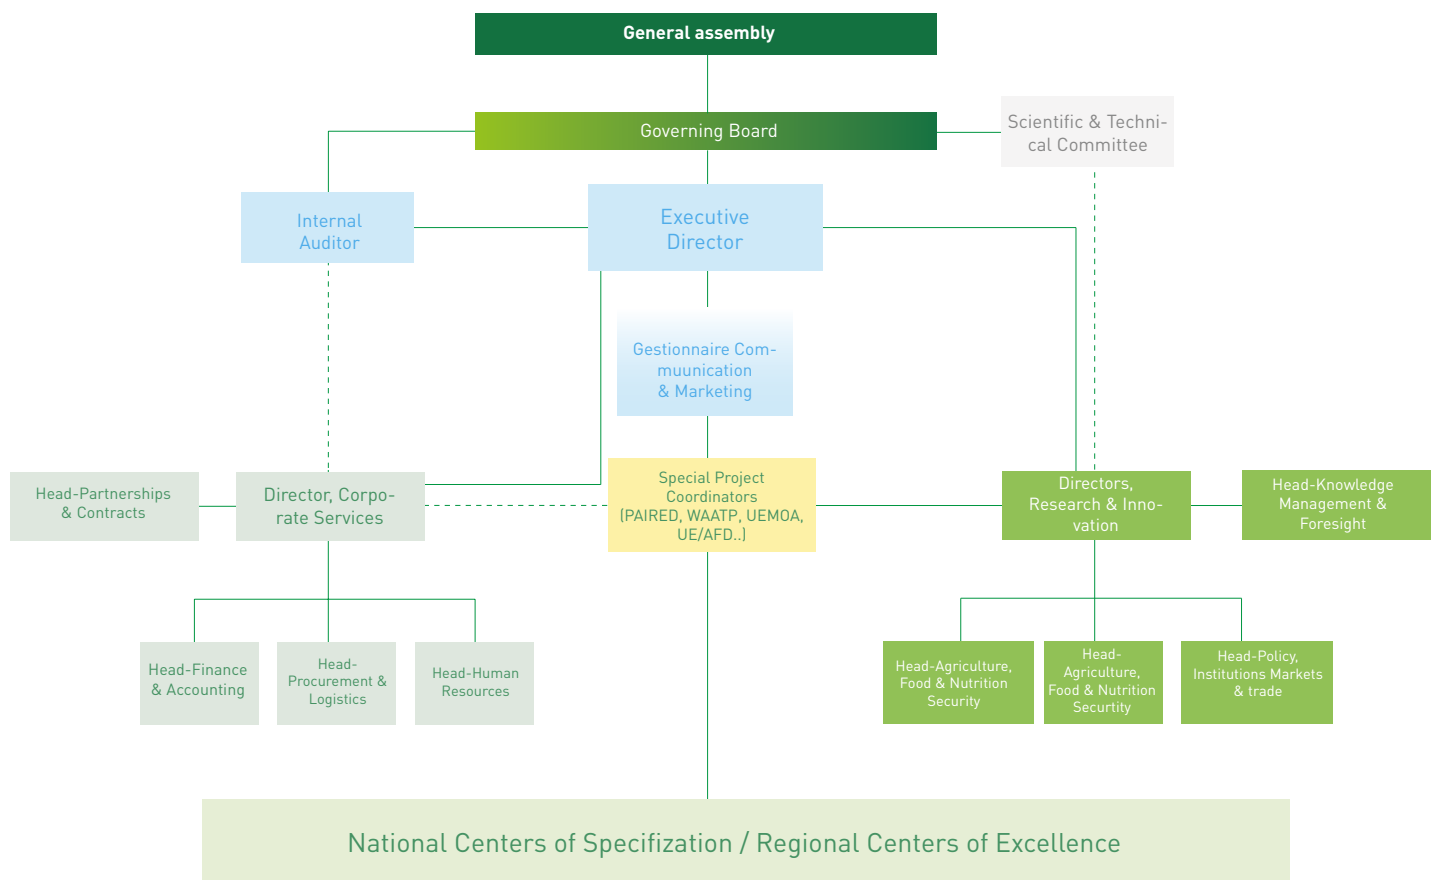 General assembly
Governing Board
Scientific & Techni-
cal Committee
Internal
Auditor
Executive
Director
Gestionnaire Com-
muunication
& Marketing
Head-Partnerships
& Contracts
Director, Corpo-
rate Services
Special Project
Coordinators
(PAIRED, WAATP, UEMOA,
UE/AFD..)
Directors,
Research & Inno-
vation
Head-Knowledge
Management &
Foresight
Head-Finance
& Accounting
Head-
Procurement &
Logistics
Head-Human
Resources
Head-Agriculture,
Food & Nutrition
Security
Head-
Agriculture,
Food & Nutrition
Securtity
Head-Policy,
Institutions Markets
& trade
National Centers of Specifization / Regional Centers of Excellence